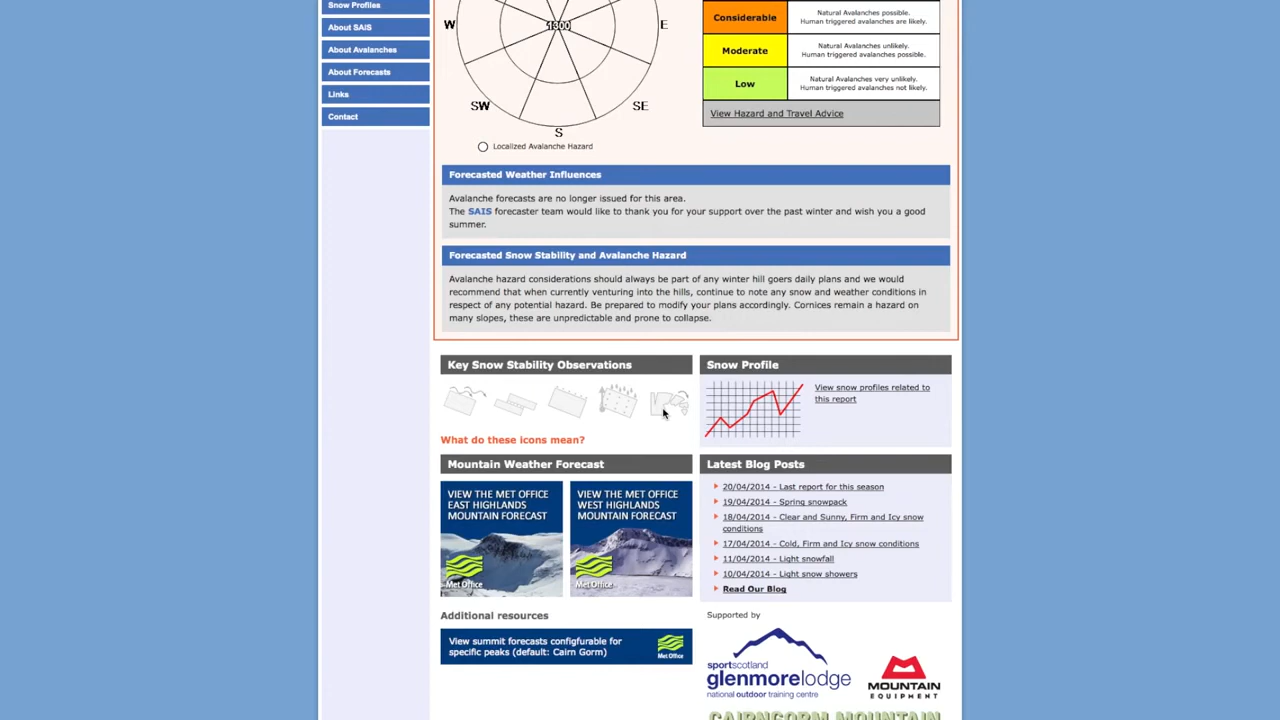 Snow Profiles
About SAIS
About Avalanches
About Forecasts
Links
Contact
W
1300
E
SW
SE
S
Localized Avalanche Hazard
Considerable
Natural Avalanches possible.
Human triggered avalanches are likely.
Moderate
Natural Avalanches unlikely.
Human triggered avalanches possible.
Low
Natural Avalanches very unlikely.
Human triggered avalanches not likely.
View Hazard and Travel Advice
Forecasted Weather Influences
Avalanche forecasts are no longer issued for this area.
The SAIS forecaster team would like to thank you for your support over the past winter and wish you a good
summer.
Forecasted Snow Stability and Avalanche Hazard
Avalanche hazard considerations should always be part of any winter hill goers daily plans and we would
recommend that when currently venturing into the hills, continue to note any snow and weather conditions in
respect of any potential hazard. Be prepared to modify your plans accordingly. Cornices remain a hazard on
many slopes, these are unpredictable and prone to collapse.
Key Snow Stability Observations
What do these icons mean?
Snow Profile
View snow profiles related to
this report
Mountain Weather Forecast
VIEW THE MET OFFICE
EAST HIGHLANDS
MOUNTAIN FORECAST
Met Office
VIEW THE MET OFFICE
WEST HIGHLANDS
MOUNTAIN FORECAST
Met Office
Latest Blog Posts
20/04/2014 - Last report for this season
19/04/2014 - Spring snowpack
18/04/2014 - Clear and Sunny, Firm and Icy snow
conditions
17/04/2014 - Cold, Firm and Icy snow conditions
11/04/2014 - Light snowfall
10/04/2014 - Light snow showers
Read Our Blog
Additional resources
View summit forecasts configfurable for
specific peaks (default: Cairn Gorm)
Met Office
Supported by
sportscotland
glenmorelodge
national outdoor training centre
MOUNTAIN
EQUIPMENT
CAIRNGORM MOUNTAIN